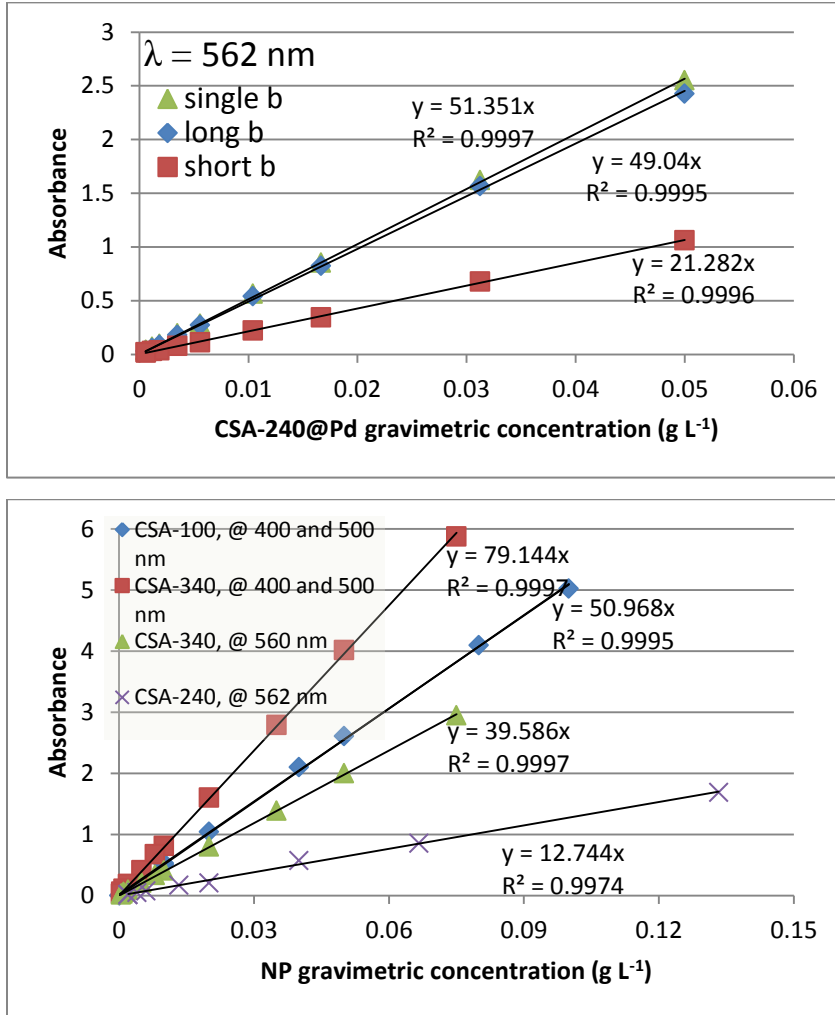 λ = 562 nm
single b
long b
short b
y = 51.351x
R² = 0.9997
y = 49.04x
R² = 0.9995
y = 21.282x
R² = 0.9996
Absorbance
3
2.5
2
1.5
1
0.5
0
0
0.01
0.02
0.03
0.04
0.05
0.06
CSA-240@Pd gravimetric concentration (g L⁻¹)
CSA-100, @ 400 and 500
nm
CSA-340, @ 400 and 500
nm
CSA-340, @ 560 nm
CSA-240, @ 562 nm
y = 79.144x
R² = 0.9997
y = 50.968x
R² = 0.9995
y = 39.586x
R² = 0.9997
y = 12.744x
R² = 0.9974
Absorbance
6
5
4
3
2
1
0
0
0.03
0.06
0.09
0.12
0.15
NP gravimetric concentration (g L⁻¹)